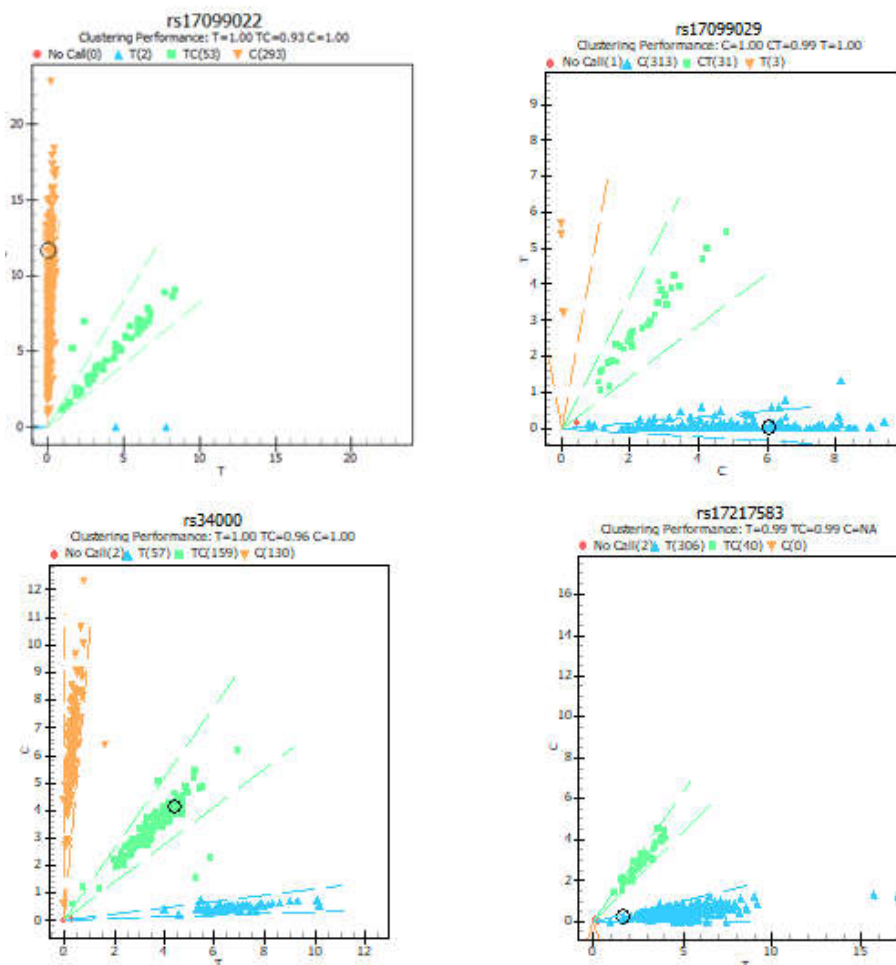 rs17099022
Clustering Performance: T=1.00 TC=0.93 C=1.00
No Call(0) T(2) TC(53) C(293)
20
15
10
5
0
0 5 10 15 20
T
rs17099029
Clustering Performance: C=1.00 CT=0.99 T=1.00
No Call(1) C(313) CT(31) T(3)
9
8
7
6
5
T
4
3
2
1
0
0 2 4 6 8
C
rs34000
Clustering Performance: T=1.00 TC=0.96 C=1.00
No Call(2) T(57) TC(159) C(130)
12
11
10
9
8
7
C
6
5
4
3
2
1
0
0 2 4 6 8 10 12
T
rs17217583
Clustering Performance: T=0.99 TC=0.99 C=NA
No Call(2) T(306) TC(40) C(0)
16
14
12
10
C
8
6
4
2
0
0 5 10 15
T